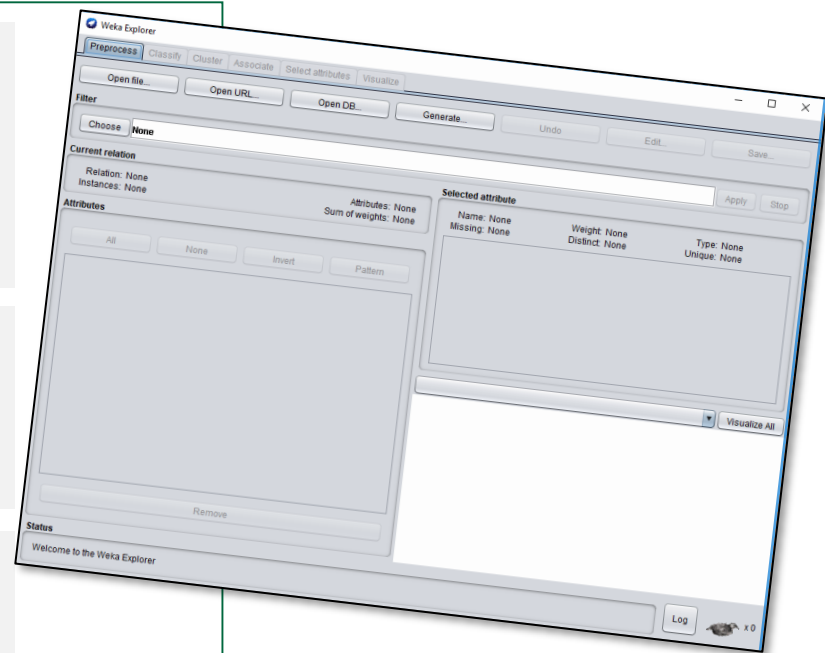 Weka Explorer
Preprocess Classify Cluster Associate Select attributes Visualize
Open file... Open URL... Open DB... Generate... Undo Edit... Save...
Filter
Choose None Apply Stop
Current relation
Relation: None Attributes: None
Instances: None Sum of weights: None
Attributes
All None Invert Pattern
Remove
Selected attribute
Name: None Weight: None Type: None
Missing: None Distinct: None Unique: None
Visualize All
Status
Welcome to the Weka Explorer
Log x 0